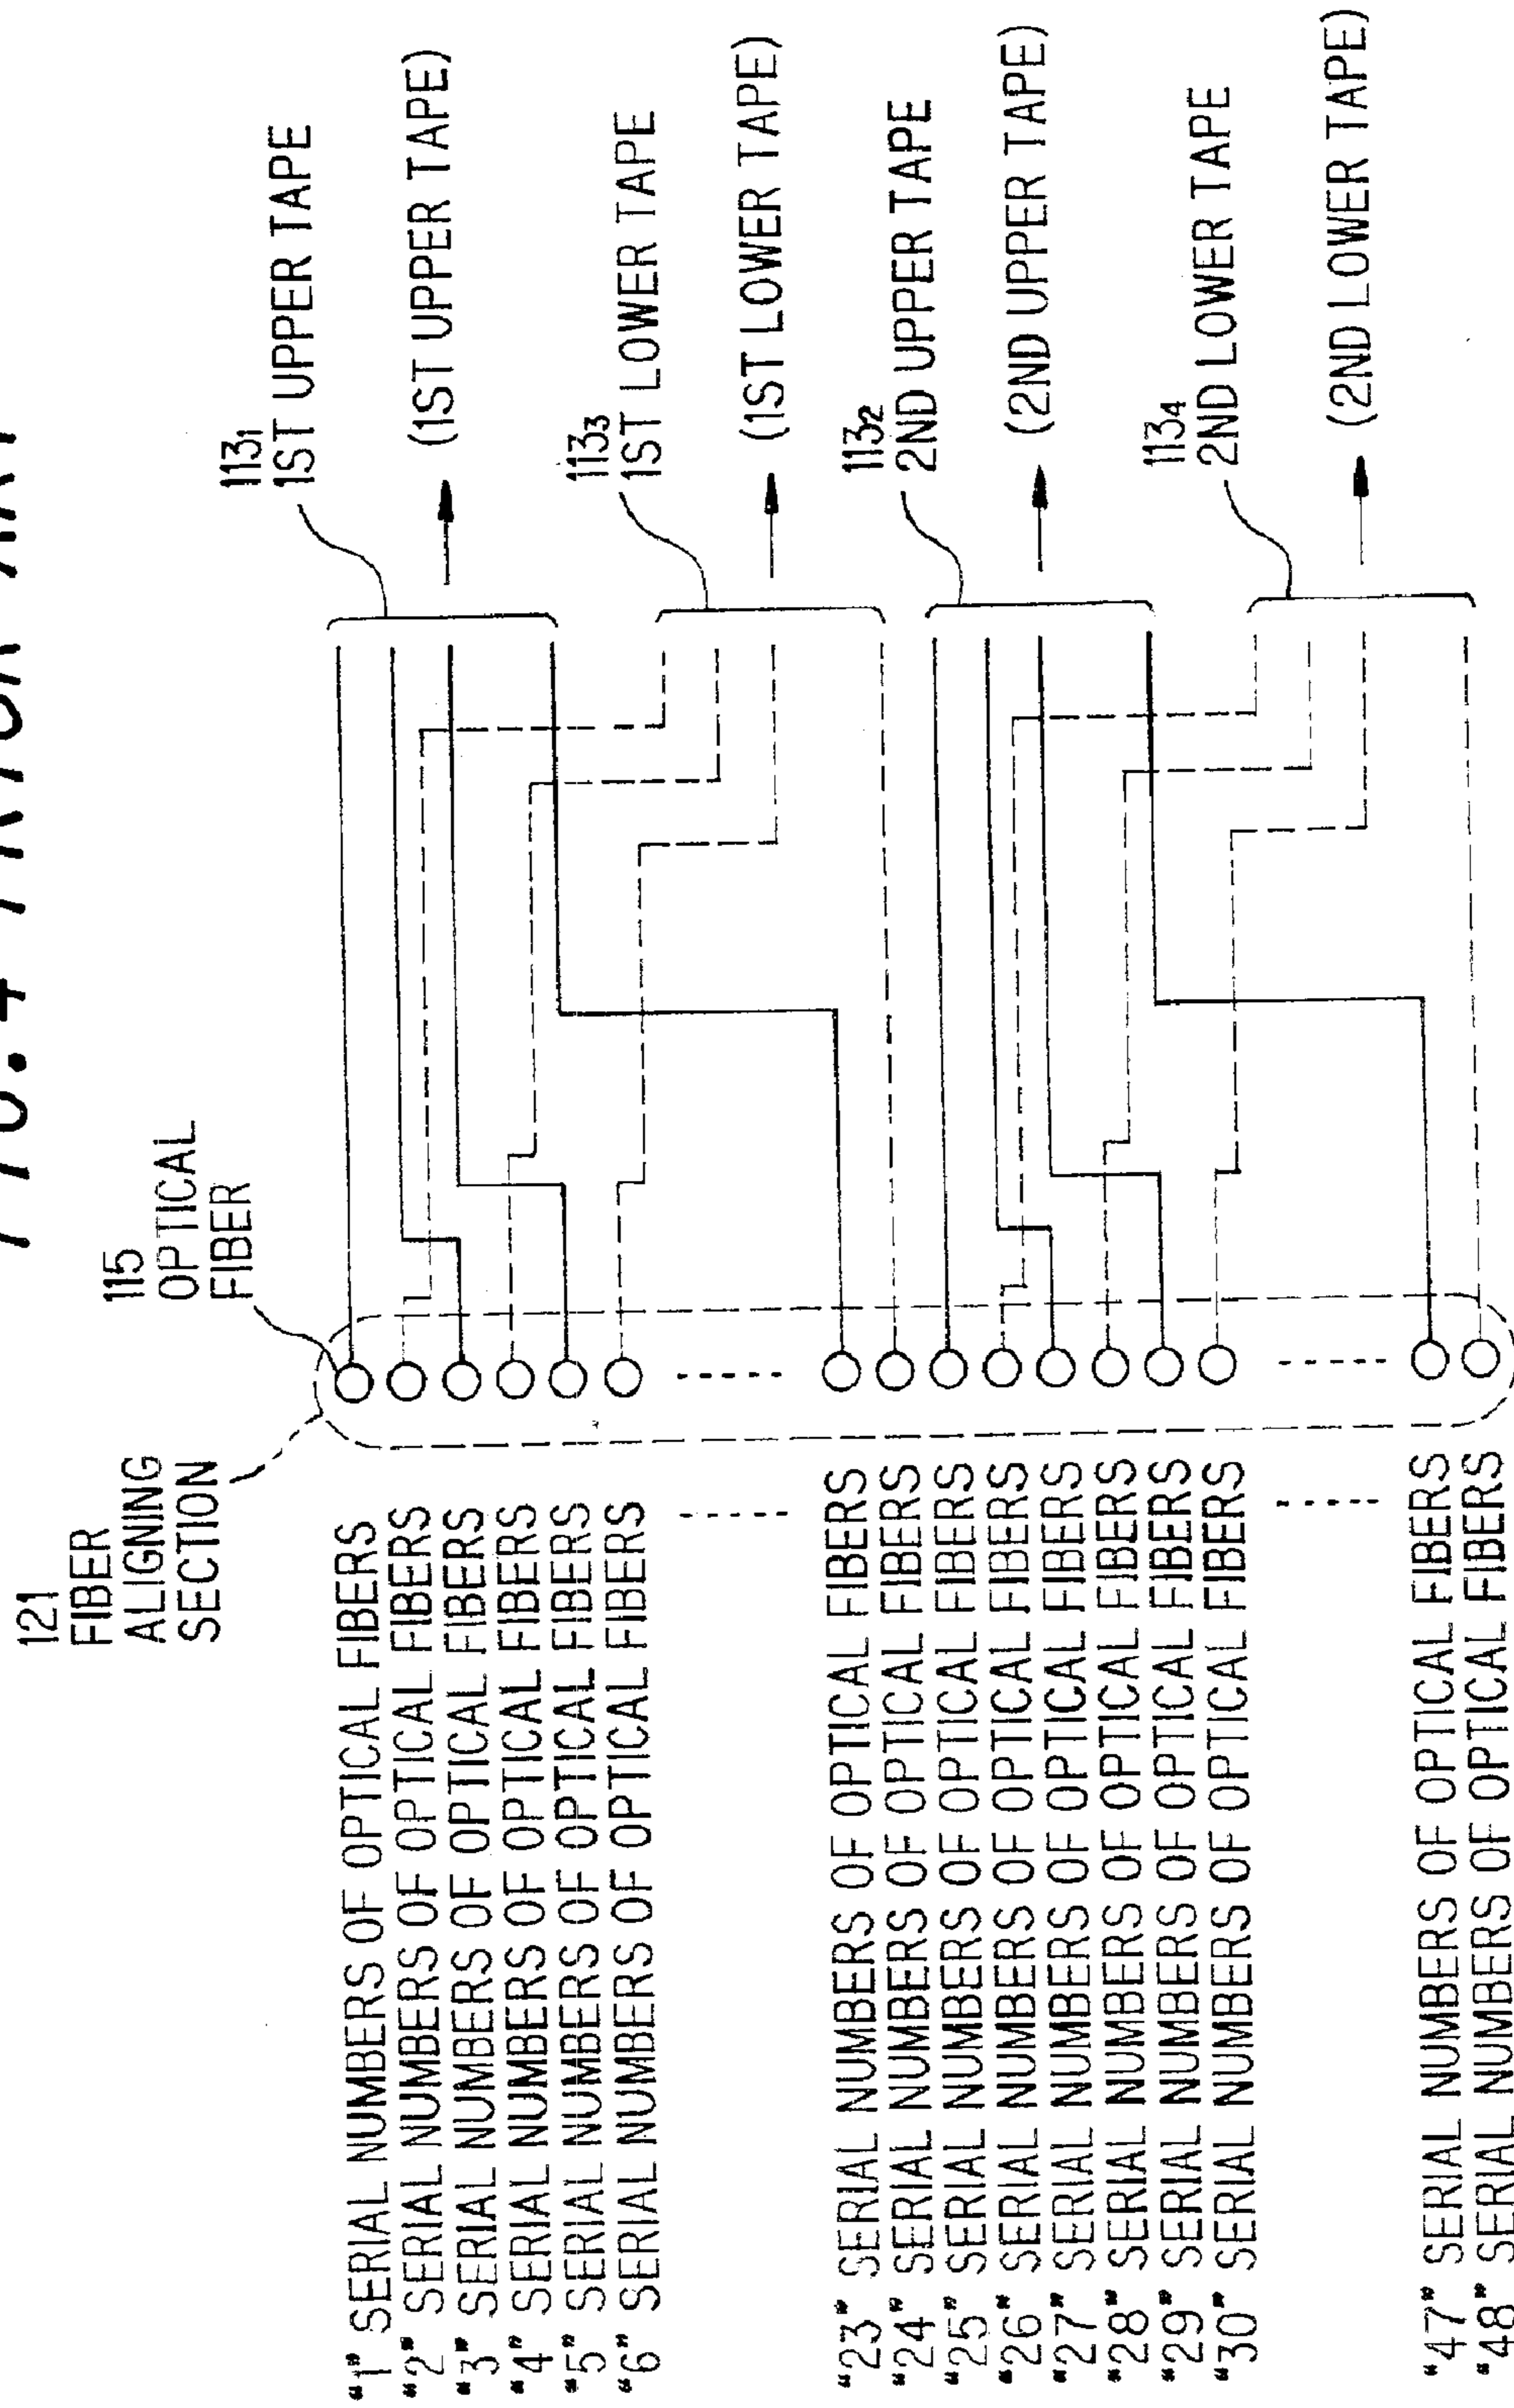 FIG. 4 PRIOR ART
121
FIBER
ALIGNING
SECTION
115
OPTICAL
FIBER
113₁
1ST UPPER TAPE
(1ST UPPER TAPE)
113₃
1ST LOWER TAPE
(1ST LOWER TAPE)
113₂
2ND UPPER TAPE
(2ND UPPER TAPE)
113₄
2ND LOWER TAPE
(2ND LOWER TAPE)
"1" SERIAL NUMBERS OF OPTICAL FIBERS
"2" SERIAL NUMBERS OF OPTICAL FIBERS
"3" SERIAL NUMBERS OF OPTICAL FIBERS
"4" SERIAL NUMBERS OF OPTICAL FIBERS
"5" SERIAL NUMBERS OF OPTICAL FIBERS
"6" SERIAL NUMBERS OF OPTICAL FIBERS
"23" SERIAL NUMBERS OF OPTICAL FIBERS
"24" SERIAL NUMBERS OF OPTICAL FIBERS
"25" SERIAL NUMBERS OF OPTICAL FIBERS
"26" SERIAL NUMBERS OF OPTICAL FIBERS
"27" SERIAL NUMBERS OF OPTICAL FIBERS
"28" SERIAL NUMBERS OF OPTICAL FIBERS
"29" SERIAL NUMBERS OF OPTICAL FIBERS
"30" SERIAL NUMBERS OF OPTICAL FIBERS
"47" SERIAL NUMBERS OF OPTICAL FIBERS
"48" SERIAL NUMBERS OF OPTICAL FIBERS